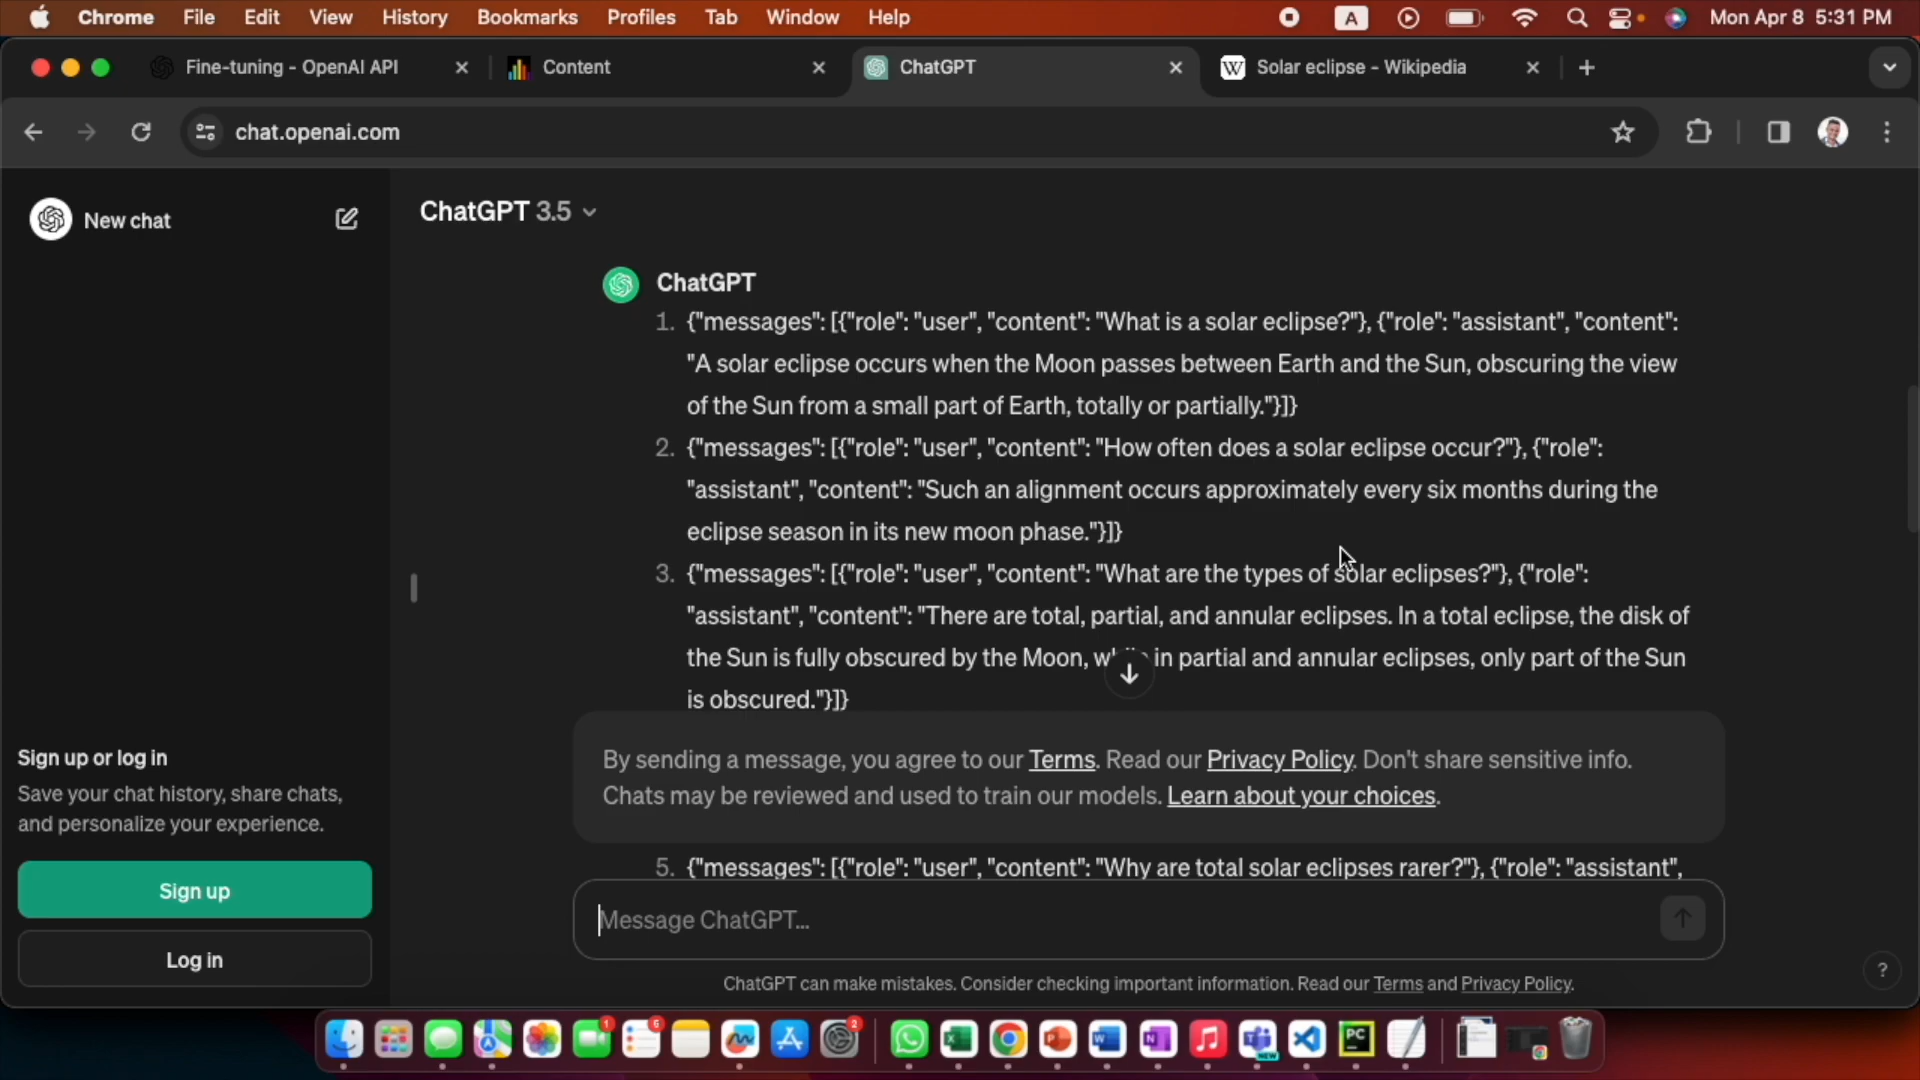 Chrome File Edit View History Bookmarks Profiles Tab Window Help A Mon Apr 8 5:31 PM
Fine-tuning - OpenAI API Content ChatGPT W Solar eclipse - Wikipedia
chat.openai.com
New chat
ChatGPT 3.5
ChatGPT
1. {"messages": [{"role": "user", "content": "What is a solar eclipse?"}, {"role": "assistant", "content":
"A solar eclipse occurs when the Moon passes between Earth and the Sun, obscuring the view
of the Sun from a small part of Earth, totally or partially."}]}
2. {"messages": [{"role": "user", "content": "How often does a solar eclipse occur?"}, {"role":
"assistant", "content": "Such an alignment occurs approximately every six months during the
eclipse season in its new moon phase."}]}
3. {"messages": [{"role": "user", "content": "What are the types of solar eclipses?"}, {"role":
"assistant", "content": "There are total, partial, and annular eclipses. In a total eclipse, the disk of
the Sun is fully obscured by the Moon, in partial and annular eclipses, only part of the Sun
is obscured."}]}
By sending a message, you agree to our Terms. Read our Privacy Policy. Don't share sensitive info.
Chats may be reviewed and used to train our models. Learn about your choices.
5. {"messages": [{"role": "user", "content": "Why are total solar eclipses rarer?"}, {"role": "assistant",
Message ChatGPT...
ChatGPT can make mistakes. Consider checking important information. Read our Terms and Privacy Policy.
?
Sign up or log in
Save your chat history, share chats,
and personalize your experience.
Sign up
Log in
1 6 2 NEW PC